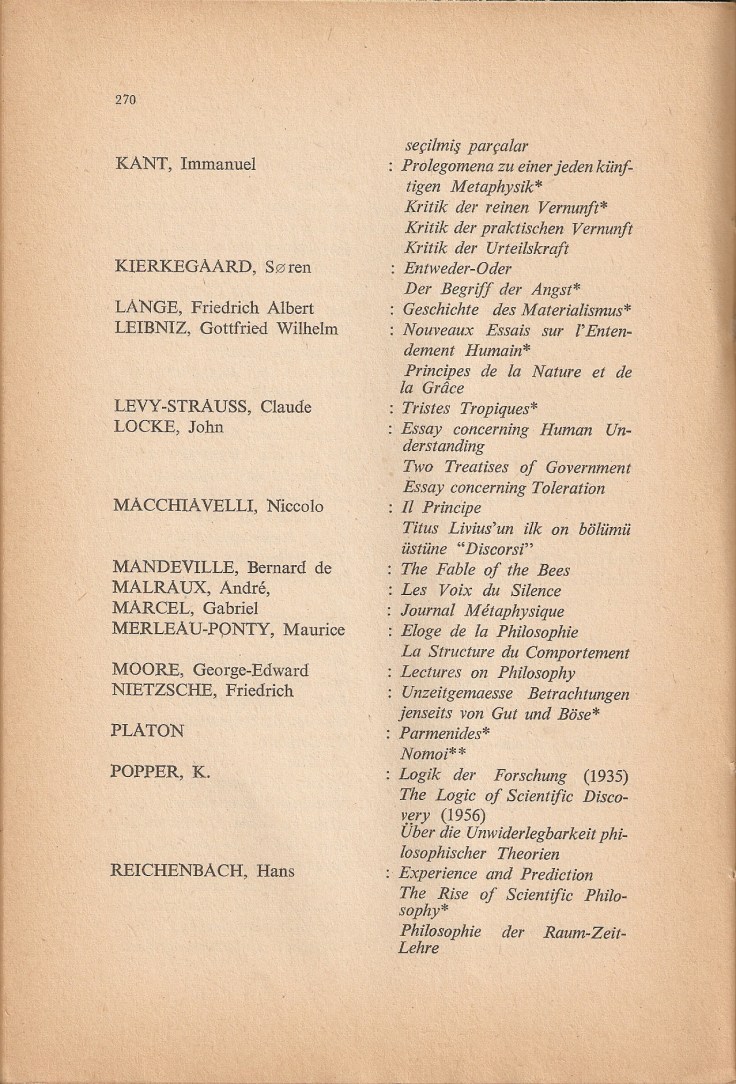 270
seçilmiş parçalar
KANT, Immanuel : Prolegomena zu einer jeden künf-
tigen Metaphysik*
Kritik der reinen Vernunft*
Kritik der praktischen Vernunft
Kritik der Urteilskraft
KIERKEGAARD, Søren : Entweder-Oder
Der Begriff der Angst*
LANGE, Friedrich Albert : Geschichte des Materialismus*
LEIBNIZ, Gottfried Wilhelm : Nouveaux Essais sur l'Enten-
dement Humain*
Principes de la Nature et de
la Grâce
LEVY-STRAUSS, Claude : Tristes Tropiques*
LOCKE, John : Essay concerning Human Un-
derstanding
Two Treatises of Government
Essay concerning Toleration
MACCHIAVELLI, Niccolo : Il Principe
Titus Livius'un ilk on bölümü
üstüne "Discorsi"
MANDEVILLE, Bernard de : The Fable of the Bees
MALRAUX, André, : Les Voix du Silence
MARCEL, Gabriel : Journal Métaphysique
MERLEAU-PONTY, Maurice : Eloge de la Philosophie
La Structure du Comportement
MOORE, George-Edward : Lectures on Philosophy
NIETZSCHE, Friedrich : Unzeitgemaesse Betrachtungen
jenseits von Gut und Böse*
PLATON : Parmenides*
Nomoi**
POPPER, K. : Logik der Forschung (1935)
The Logic of Scientific Disco-
very (1956)
Über die Unwiderlegbarkeit phi-
losophischer Theorien
REICHENBACH, Hans : Experience and Prediction
The Rise of Scientific Philo-
sophy*
Philosophie der Raum-Zeit-
Lehre